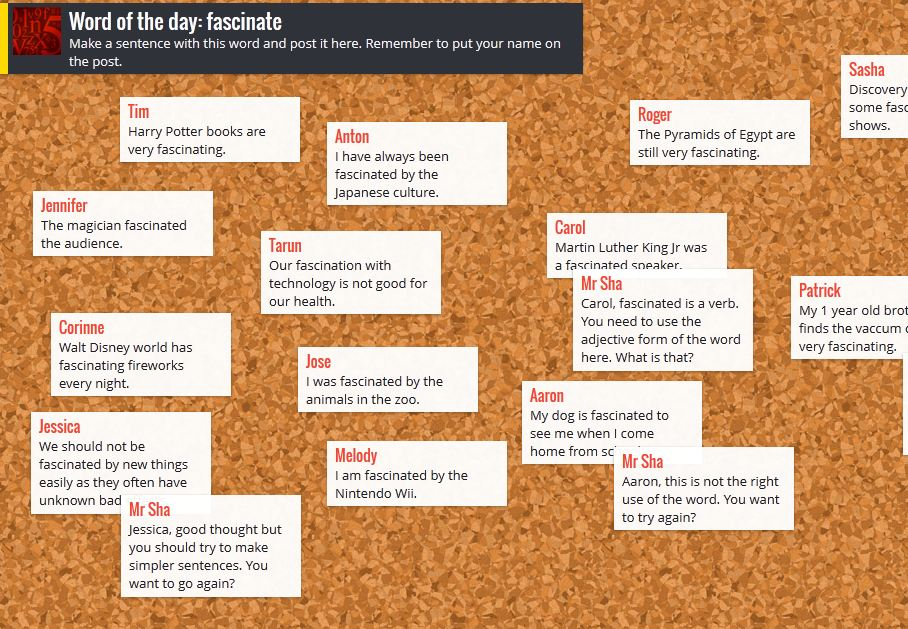 Word of the day: fascinate
Make a sentence with this word and post it here. Remember to put your name on
the post.
Tim
Harry Potter books are
very fascinating.
Anton
I have always been
fascinated by the
Japanese culture.
Roger
The Pyramids of Egypt are
still very fascinating.
Sasha
Discovery
some
shows.
Jennifer
The magician fascinated
the audience.
Tarun
Our fascination with
technology is not good for
our health.
Carol
Martin Luther King Jr was
a fascinated speaker.
Mr Sha
Carol, fascinated is a verb.
You need to use the
adjective form of the word
here. What is that?
Patrick
My 1 year old
finds the vaccum
very fascinating.
Corinne
Walt Disney world has
fascinating fireworks
every night.
Jose
I was fascinated by the
animals in the zoo.
Aaron
My dog is fascinated to
see me when I come
home from
Mr Sha
Aaron, this is not the right
use of the word. You want
to try again?
Jessica
We should not be
fascinated by new things
easily as they often have
unknown bad
Mr Sha
Jessica, good thought but
you should try to make
simpler sentences. You
want to go again?
Melody
I am fascinated by the
Nintendo Wii.